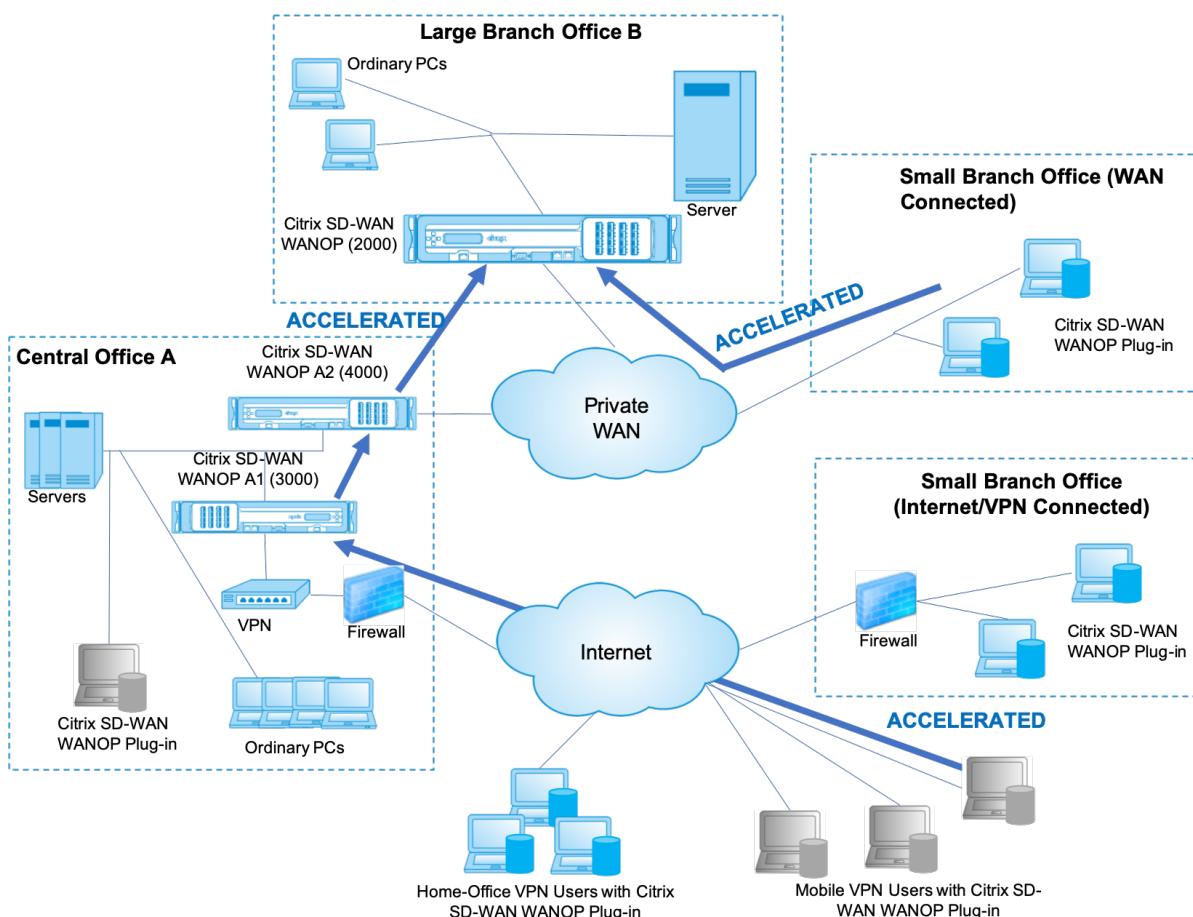 Large Branch Office B
Ordinary PCs
Server
Citrix SD-WAN
WANOP (2000)
Small Branch Office (WAN
Connected)
Citrix SD-WAN
WANOP Plug-in
ACCELERATED
ACCELERATED
Central Office A
Citrix SD-WAN
WANOP A2 (4000)
Servers
Citrix SD-WAN
WANOP A1 (3000)
Private
WAN
VPN
Firewall
Citrix SD-WAN
WANOP Plug-in
Ordinary PCs
Internet
Small Branch Office
(Internet/VPN Connected)
Firewall
Citrix SD-WAN
WANOP Plug-in
ACCELERATED
Home-Office VPN Users with Citrix
SD-WAN WANOP Plug-in
Mobile VPN Users with Citrix SD-
WAN WANOP Plug-in